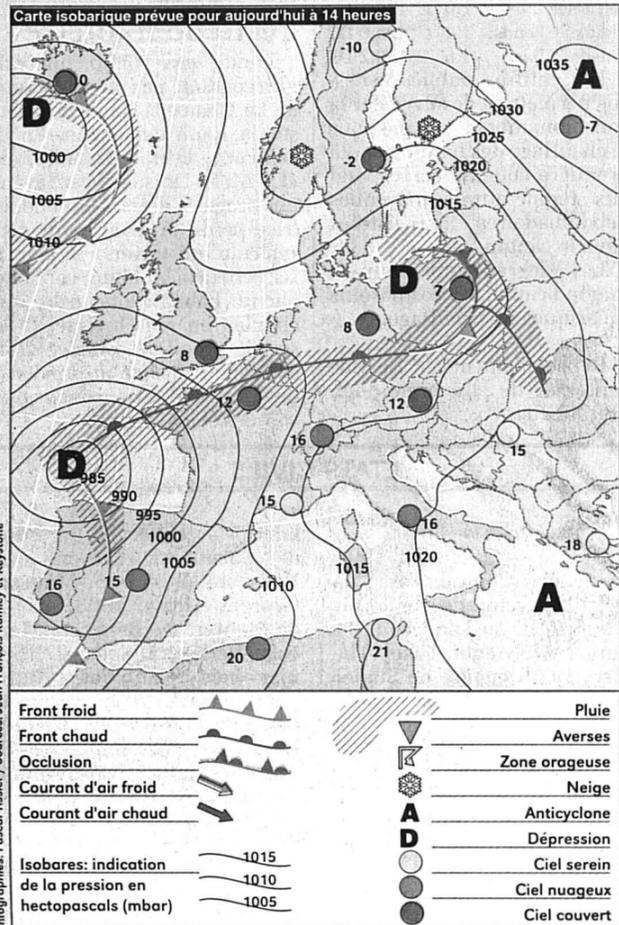 Carte isobarique prévue pour aujourd'hui à 14 heures
-10
1035
A
0
D
-7
1030
1025
1000
-2
1020
1005
1015
1010
D
7
8
8
12
12
16
15
D
985
990
15
995
16
18
1000
1020
1005
1015
16
15
1010
A
20
21
Front froid
Front chaud
Occlusion
Courant d'air froid
Courant d'air chaud
Isobares: indication
de la pression en
hectopascals (mbar)
1015
1010
1005
Pluie
Averses
Zone orageuse
Neige
A Anticyclone
D Dépression
Ciel serein
Ciel nuageux
Ciel couvert